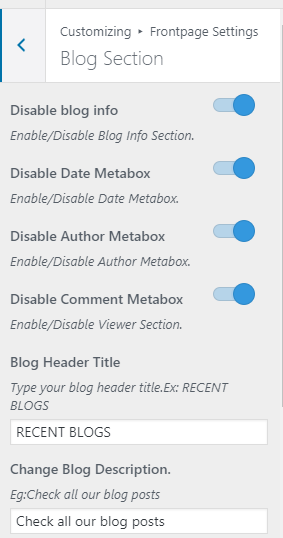 Customizing ▸ Frontpage Settings
Blog Section
Disable blog info
Enable/Disable Blog Info Section.
Disable Date Metabox
Enable/Disable Date Metabox.
Disable Author Metabox
Enable/Disable Author Metabox.
Disable Comment Metabox
Enable/Disable Viewer Section.
Blog Header Title
Type your blog header title.Ex: RECENT
BLOGS
RECENT BLOGS
Change Blog Description.
Eg:Check all our blog posts
Check all our blog posts